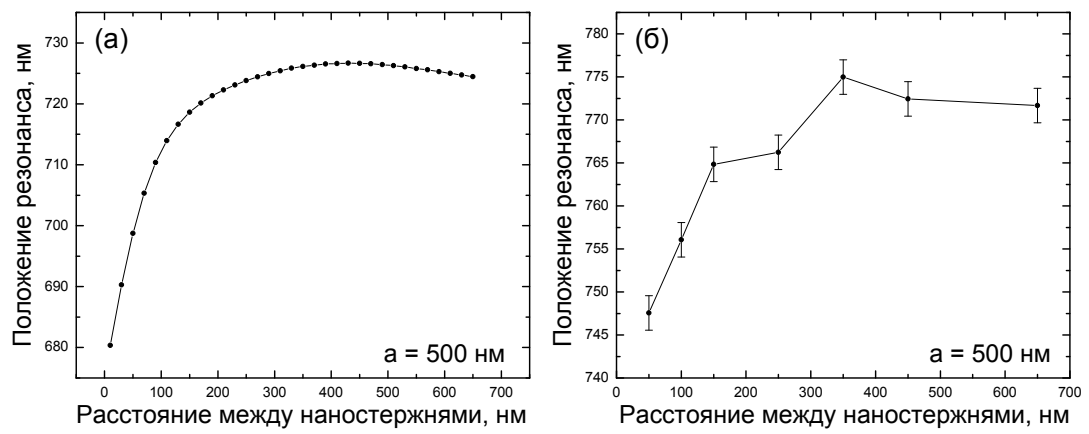 (а)
730
720
710
700
690
680
0 100 200 300 400 500 600 700
Положение резонанса, нм
Расстояние между наностержнями, нм
a = 500 нм
(б)
780
775
770
765
760
755
750
745
740
0 100 200 300 400 500 600 700
Положение резонанса, нм
Расстояние между наностержнями, нм
a = 500 нм